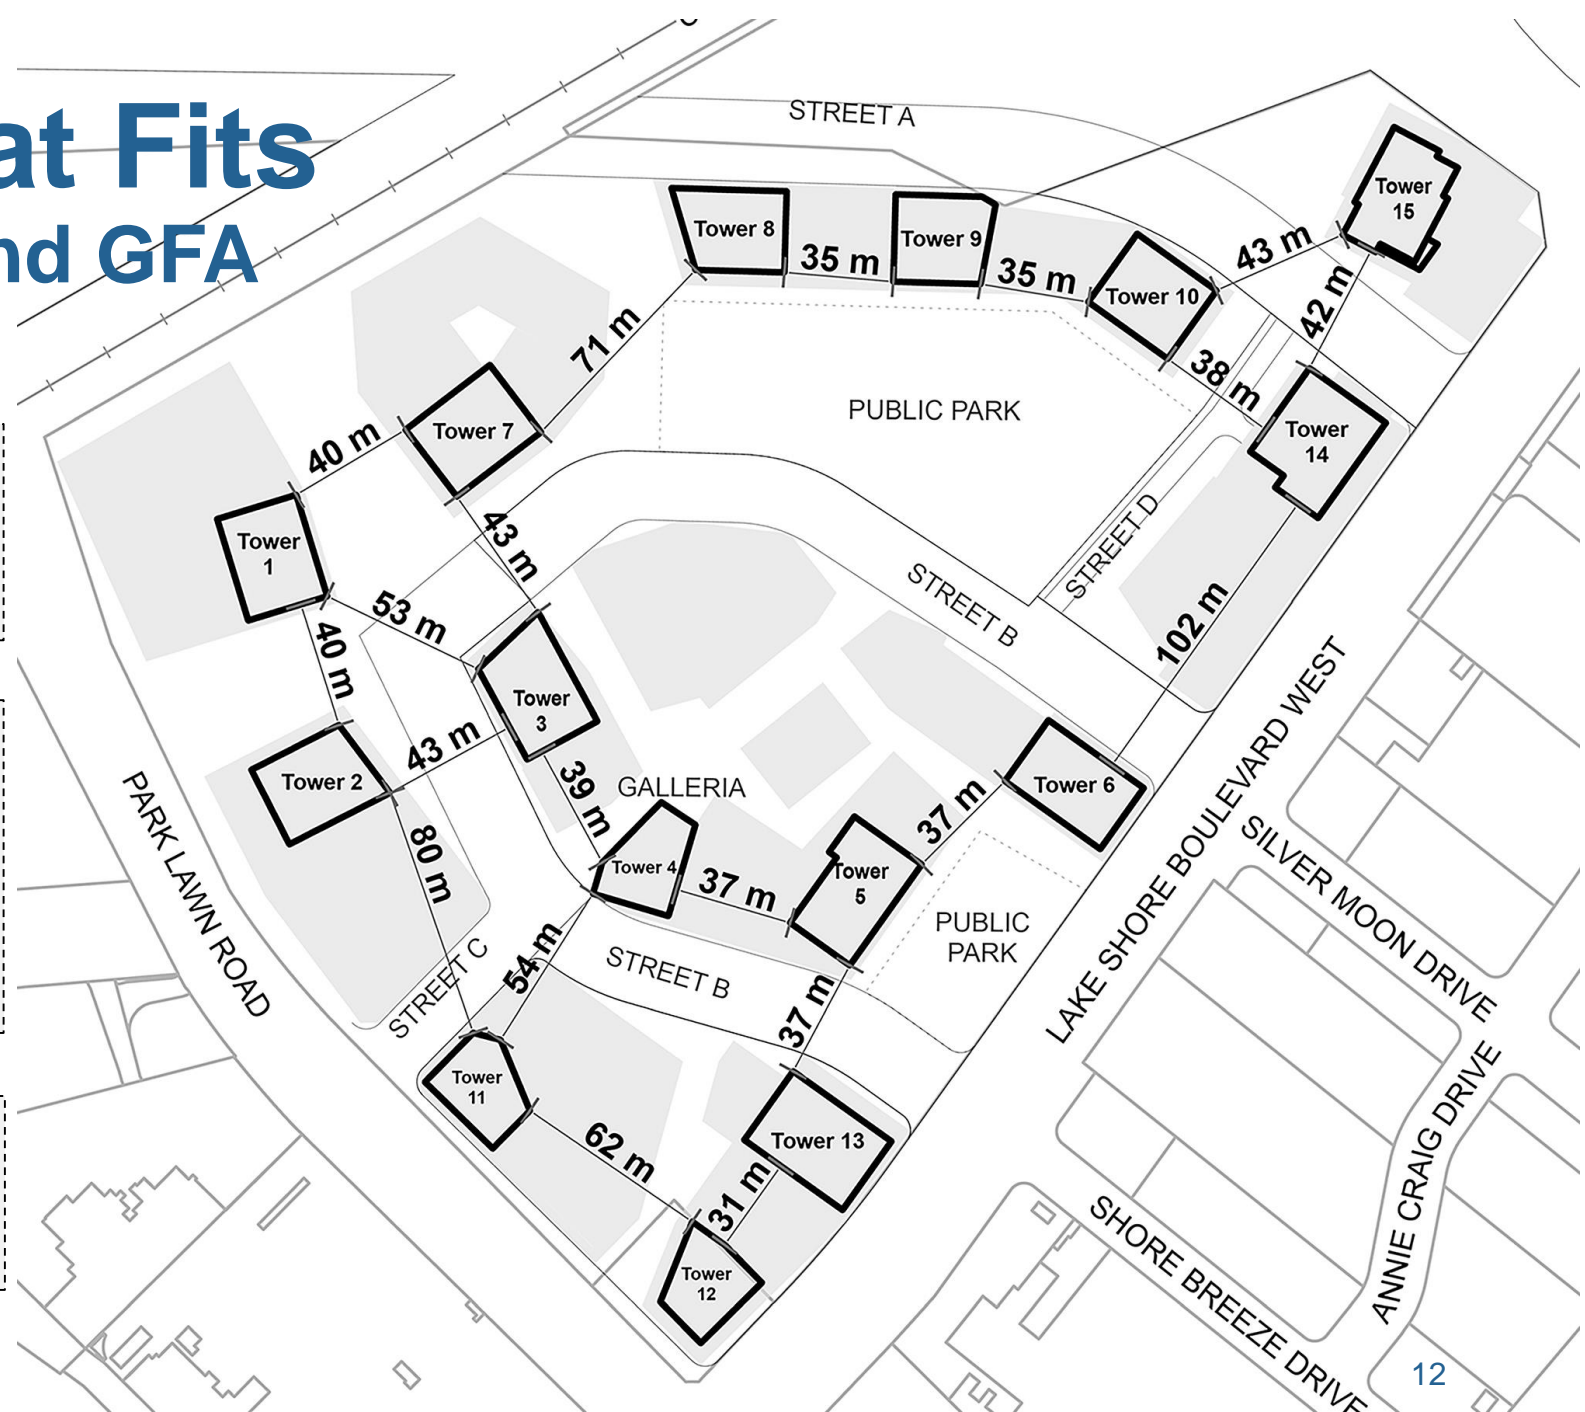 at Fits
nd GFA
STREET A
Tower
15
Tower 8
35 m
Tower 9
35 m
Tower 10
43 m
42 m
71 m
38 m
PUBLIC PARK
Tower 7
40 m
Tower
14
43 m
STREET D
Tower
1
53 m
STREET B
102 m
40 m
Tower
3
43 m
Tower 2
39 m
GALLERIA
Tower 6
37 m
LAKE SHORE BOULEVARD WEST
PARK LAWN ROAD
80 m
Tower 4
37 m
Tower
5
SILVER MOON DRIVE
PUBLIC
PARK
54 m
STREET B
STREET C
37 m
Tower
11
Tower 13
62 m
31 m
ANNIE CRAIG DRIVE
Tower
12
SHORE BREEZE DRIVE
12